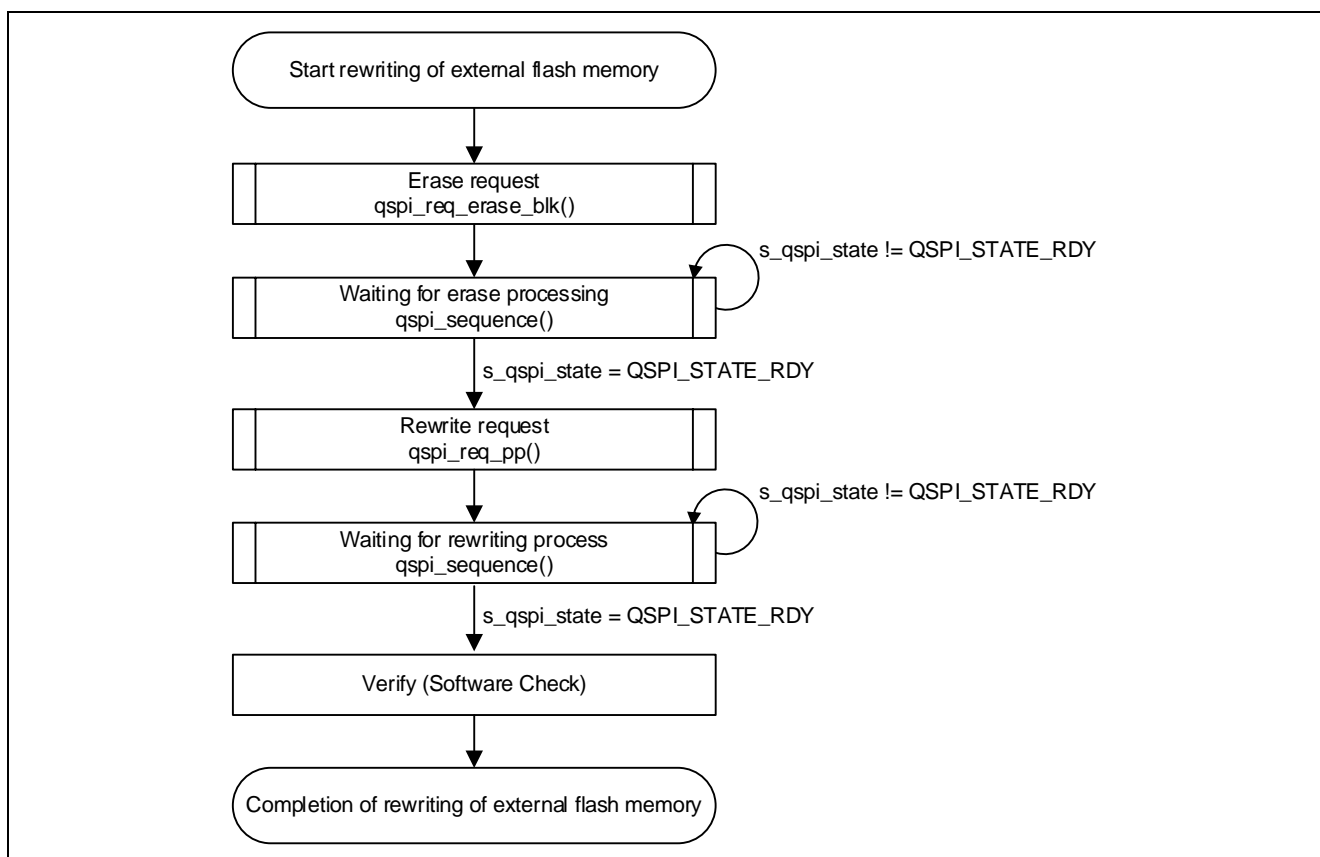 Start rewriting of external flash memory
Erase request
qspi_req_erase_blk()
s_qspi_state != QSPI_STATE_RDY
Waiting for erase processing
qspi_sequence()
s_qspi_state = QSPI_STATE_RDY
Rewrite request
qspi_req_pp()
s_qspi_state != QSPI_STATE_RDY
Waiting for rewriting process
qspi_sequence()
s_qspi_state = QSPI_STATE_RDY
Verify (Software Check)
Completion of rewriting of external flash memory